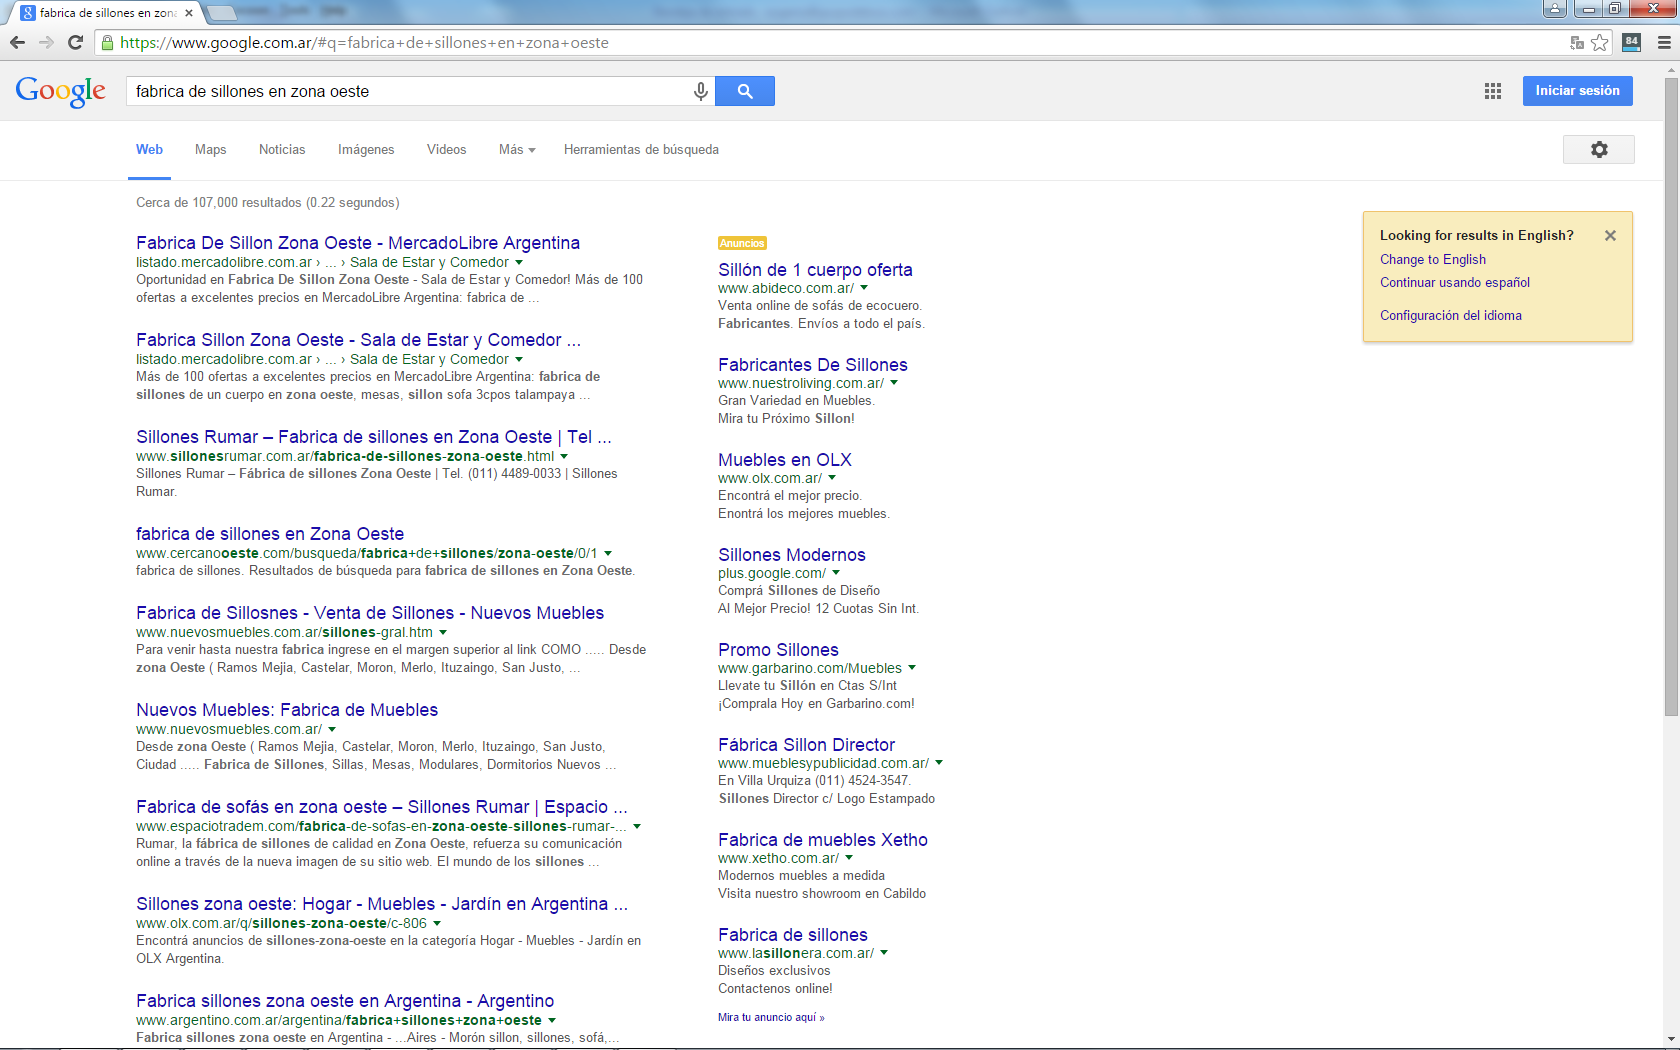 fabrica de sillones en zona
https://www.google.com.ar/#q=fabrica+de+sillones+en+zona+oeste
84
Google
fabrica de sillones en zona oeste
Iniciar sesión
Web Maps Noticias Imágenes Videos Más Herramientas de búsqueda
Cerca de 107,000 resultados (0.22 segundos)
Fabrica De Sillon Zona Oeste - MercadoLibre Argentina
listado.mercadolibre.com.ar › ... › Sala de Estar y Comedor
Oportunidad en Fabrica De Sillon Zona Oeste - Sala de Estar y Comedor! Más de 100
ofertas a excelentes precios en MercadoLibre Argentina: fabrica de ...
Fabrica Sillon Zona Oeste - Sala de Estar y Comedor ...
listado.mercadolibre.com.ar › ... › Sala de Estar y Comedor
Más de 100 ofertas a excelentes precios en MercadoLibre Argentina: fabrica de
sillones de un cuerpo en zona oeste, mesas, sillon sofa 3cpos talampaya ...
Sillones Rumar – Fabrica de sillones en Zona Oeste | Tel ...
www.sillonesrumar.com.ar/fabrica-de-sillones-zona-oeste.html
Sillones Rumar – Fábrica de sillones Zona Oeste | Tel. (011) 4489-0033 | Sillones
Rumar.
fabrica de sillones en Zona Oeste
www.cercanooeste.com/busqueda/fabrica+de+sillones/zona-oeste/0/1
fabrica de sillones. Resultados de búsqueda para fabrica de sillones en Zona Oeste.
Fabrica de Sillosnes - Venta de Sillones - Nuevos Muebles
www.nuevosmuebles.com.ar/sillones-gral.htm
Para venir hasta nuestra fabrica ingrese en el margen superior al link COMO ..... Desde
zona Oeste ( Ramos Mejia, Castelar, Moron, Merlo, Ituzaingo, San Justo, ...
Nuevos Muebles: Fabrica de Muebles
www.nuevosmuebles.com.ar/
Desde zona Oeste ( Ramos Mejia, Castelar, Moron, Merlo, Ituzaingo, San Justo,
Ciudad ..... Fabrica de Sillones, Sillas, Mesas, Modulares, Dormitorios Nuevos ...
Fabrica de sofás en zona oeste – Sillones Rumar | Espacio ...
www.espaciotradem.com/fabrica-de-sofas-en-zona-oeste-sillones-rumar-...
Rumar, la fábrica de sillones de calidad en Zona Oeste, refuerza su comunicación
online a través de la nueva imagen de su sitio web. El mundo de los sillones ...
Sillones zona oeste: Hogar - Muebles - Jardín en Argentina ...
www.olx.com.ar/q/sillones-zona-oeste/c-806
Encontrá anuncios de sillones-zona-oeste en la categoría Hogar - Muebles - Jardín en
OLX Argentina.
Fabrica sillones zona oeste en Argentina - Argentino
www.argentino.com.ar/argentina/fabrica+sillones+zona+oeste
Fabrica sillones zona oeste en Argentina - ...Aires - Morón sillon, sillones, sofá,...
Anuncios
Sillón de 1 cuerpo oferta
www.abideco.com.ar/
Venta online de sofás de ecocuero.
Fabricantes. Envíos a todo el país.
Fabricantes De Sillones
www.nuestroliving.com.ar/
Gran Variedad en Muebles.
Mira tu Próximo Sillon!
Muebles en OLX
www.olx.com.ar/
Encontrá el mejor precio.
Enontrá los mejores muebles.
Sillones Modernos
plus.google.com/
Comprá Sillones de Diseño
Al Mejor Precio! 12 Cuotas Sin Int.
Promo Sillones
www.garbarino.com/Muebles
Llevate tu Sillón en Ctas S/Int
¡Comprala Hoy en Garbarino.com!
Fábrica Sillon Director
www.mueblesypublicidad.com.ar/
En Villa Urquiza (011) 4524-3547.
Sillones Director c/ Logo Estampado
Fabrica de muebles Xetho
www.xetho.com.ar/
Modernos muebles a medida
Visita nuestro showroom en Cabildo
Fabrica de sillones
www.lasillonera.com.ar/
Diseños exclusivos
Contactenos online!
Mira tu anuncio aquí »
Looking for results in English?
Change to English
Continuar usando español
Configuración del idioma